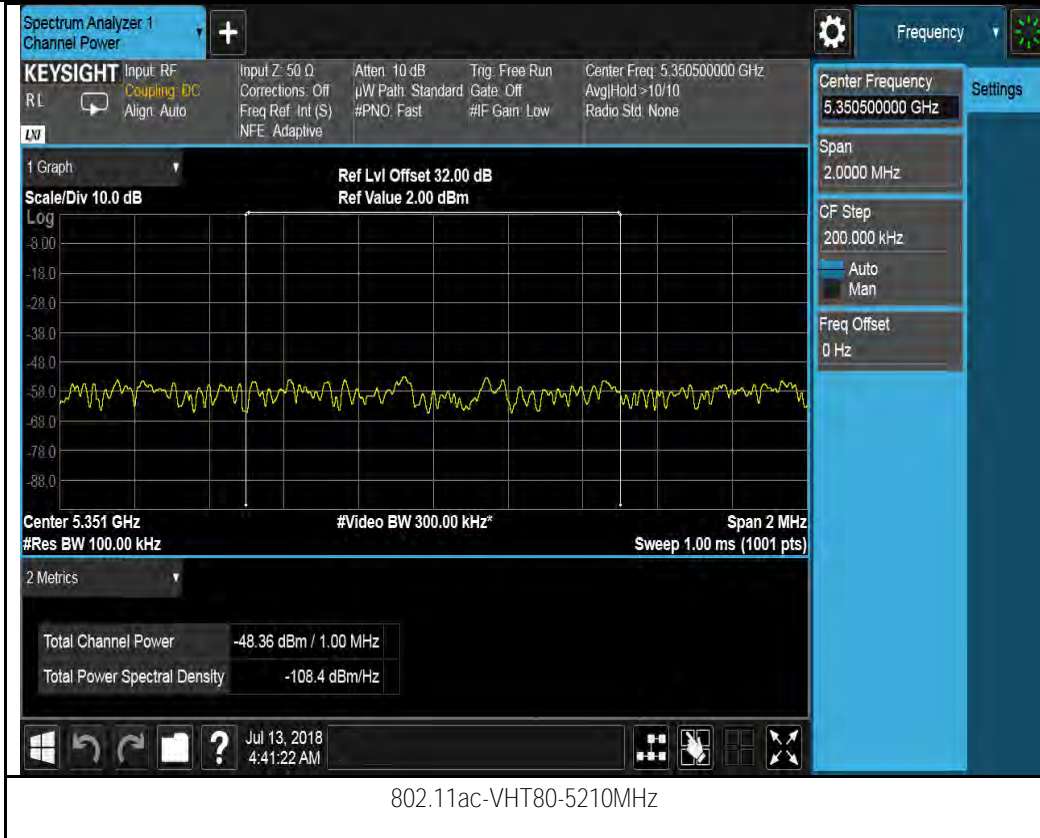 Spectrum Analyzer 1
Channel Power
+
Frequency
KEYSIGHT
RL
LXI
Input: RF
Coupling: DC
Align: Auto
Input Z: 50 Ω
Corrections: Off
Freq Ref: Int (S)
NFE: Adaptive
Atten: 10 dB
µW Path: Standard
#PNO: Fast
Trig: Free Run
Gate: Off
#IF Gain: Low
Center Freq: 5.350500000 GHz
Avg|Hold >10/10
Radio Std: None
Center Frequency
5.350500000 GHz
Settings
Span
2.0000 MHz
CF Step
200.000 kHz
Auto
Man
Freq Offset
0 Hz
1 Graph
Scale/Div 10.0 dB
Ref Lvl Offset 32.00 dB
Ref Value 2.00 dBm
Log
-8.00
-18.0
-28.0
-38.0
-48.0
-58.0
-68.0
-78.0
-88.0
Center 5.351 GHz
#Res BW 100.00 kHz
#Video BW 300.00 kHz*
Span 2 MHz
Sweep 1.00 ms (1001 pts)
2 Metrics
Total Channel Power -48.36 dBm / 1.00 MHz
Total Power Spectral Density -108.4 dBm/Hz
?
Jul 13, 2018
4:41:22 AM
802.11ac-VHT80-5210MHz